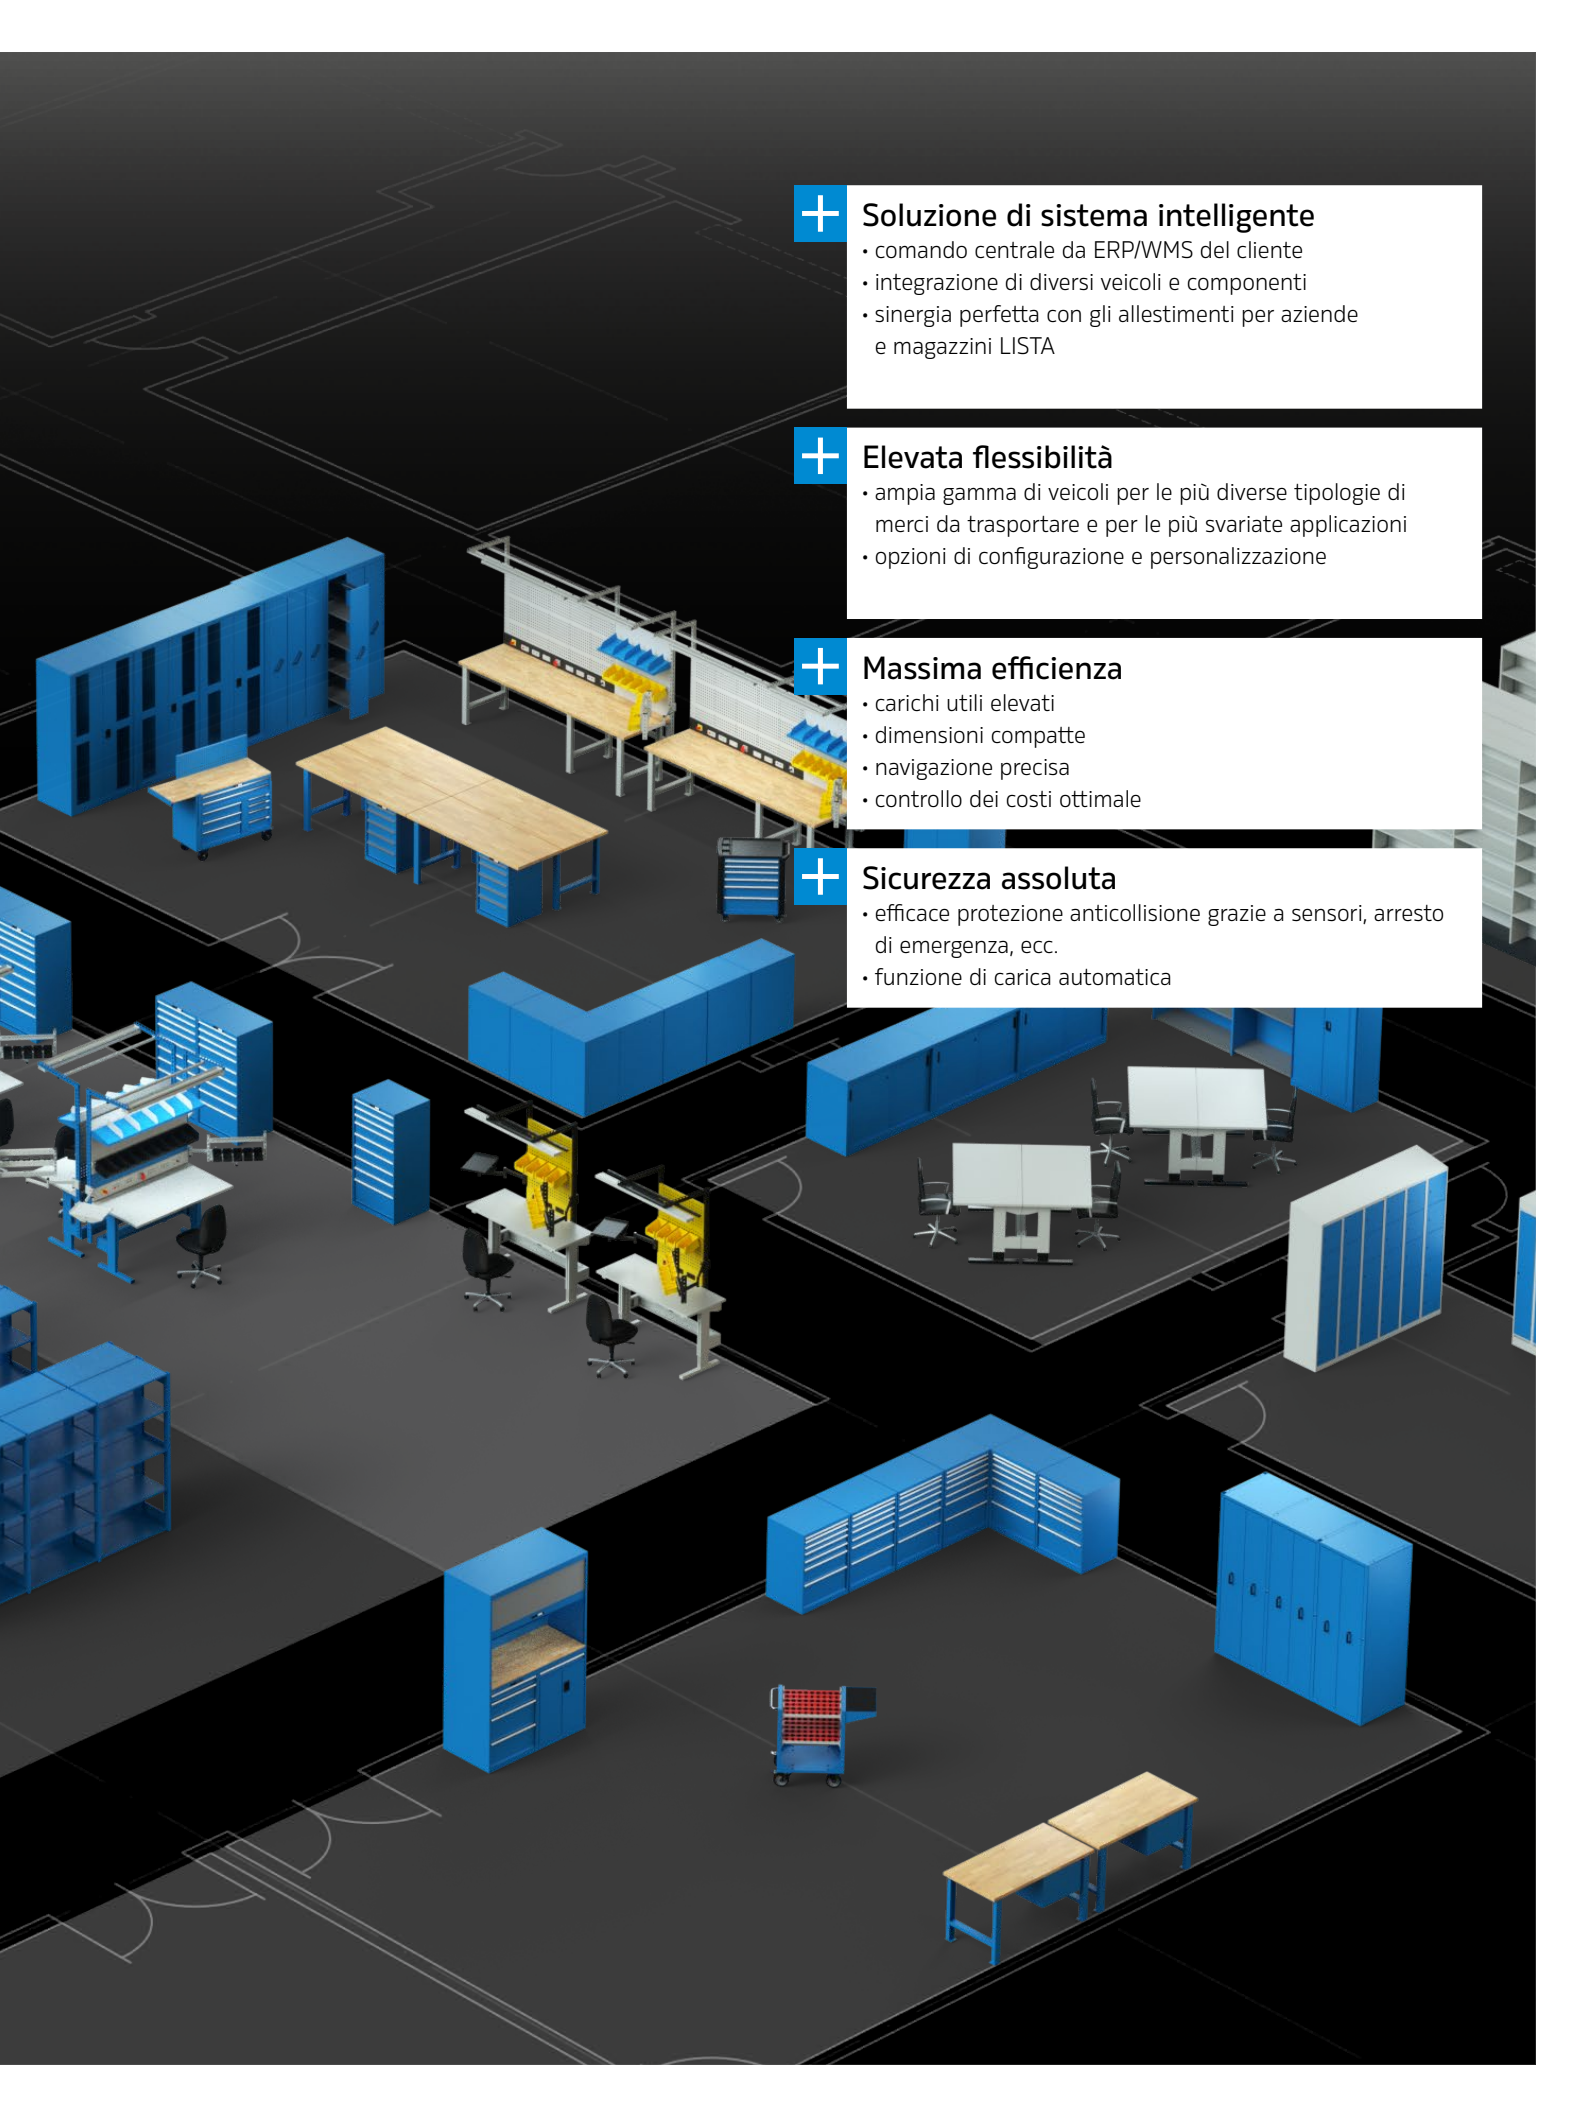 Soluzione di sistema intelligente
• comando centrale da ERP/WMS del cliente
• integrazione di diversi veicoli e componenti
• sinergia perfetta con gli allestimenti per aziende
e magazzini LISTA
Elevata flessibilità
• ampia gamma di veicoli per le più diverse tipologie di
merci da trasportare e per le più svariate applicazioni
• opzioni di configurazione e personalizzazione
Massima efficienza
• carichi utili elevati
• dimensioni compatte
• navigazione precisa
• controllo dei costi ottimale
Sicurezza assoluta
• efficace protezione anticollisione grazie a sensori, arresto
di emergenza, ecc.
• funzione di carica automatica